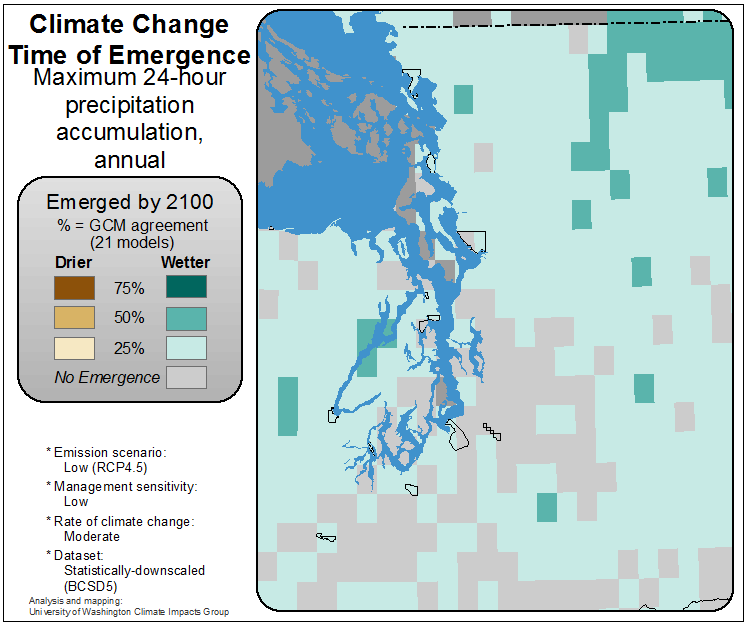 Climate Change
Time of Emergence
Maximum 24-hour
precipitation
accumulation,
annual
Emerged by 2100
% = GCM agreement
(21 models)
Drier Wetter
75%
50%
25%
No Emergence
* Emission scenario:
Low (RCP4.5)
* Management sensitivity:
Low
* Rate of climate change:
Moderate
* Dataset:
Statistically-downscaled
(BCSD5)
Analysis and mapping:
University of Washington Climate Impacts Group